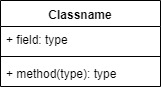 Classname
+ field: type
+ method(type): type